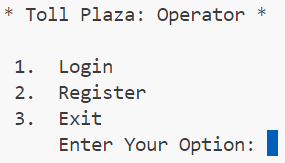 * Toll Plaza: Operator *
1. Login
2. Register
3. Exit
Enter Your Option: